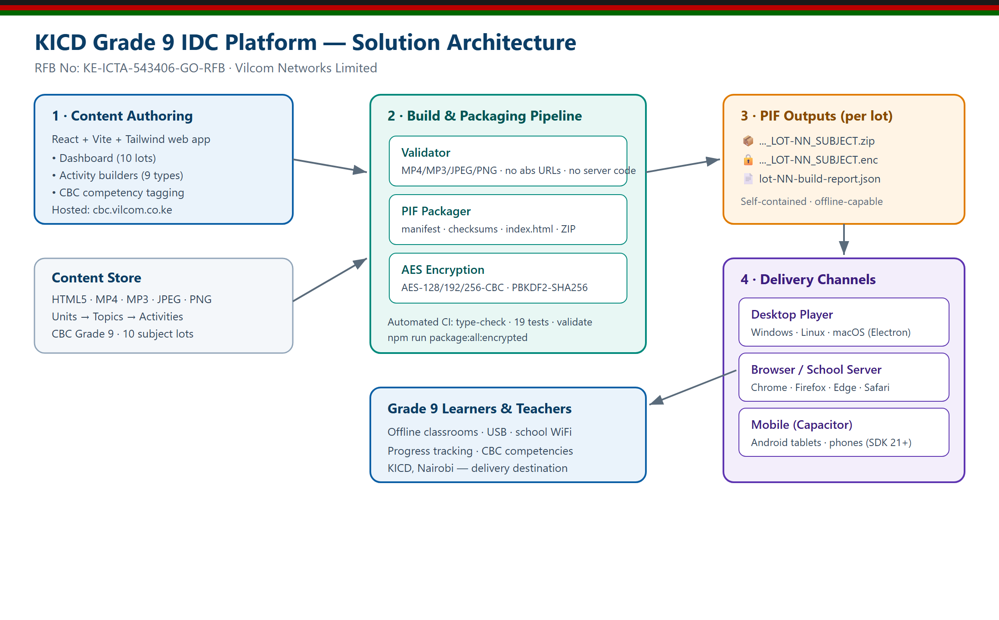 KICD Grade 9 IDC Platform — Solution Architecture
RFB No: KE-ICTA-543406-GO-RFB · Vilcom Networks Limited
1 · Content Authoring
React + Vite + Tailwind web app
• Dashboard (10 lots)
• Activity builders (9 types)
• CBC competency tagging
Hosted: cbc.vilcom.co.ke
Content Store
HTML5 · MP4 · MP3 · JPEG · PNG
Units → Topics → Activities
CBC Grade 9 · 10 subject lots
2 · Build & Packaging Pipeline
Validator
MP4/MP3/JPEG/PNG · no abs URLs · no server code
PIF Packager
manifest · checksums · index.html · ZIP
AES Encryption
AES-128/192/256-CBC · PBKDF2-SHA256
Automated CI: type-check · 19 tests · validate
npm run package:all:encrypted
3 · PIF Outputs (per lot)
..._LOT-NN_SUBJECT.zip
..._LOT-NN_SUBJECT.enc
lot-NN-build-report.json
Self-contained · offline-capable
4 · Delivery Channels
Desktop Player
Windows · Linux · macOS (Electron)
Browser / School Server
Chrome · Firefox · Edge · Safari
Mobile (Capacitor)
Android tablets · phones (SDK 21+)
Grade 9 Learners & Teachers
Offline classrooms · USB · school WiFi
Progress tracking · CBC competencies
KICD, Nairobi — delivery destination